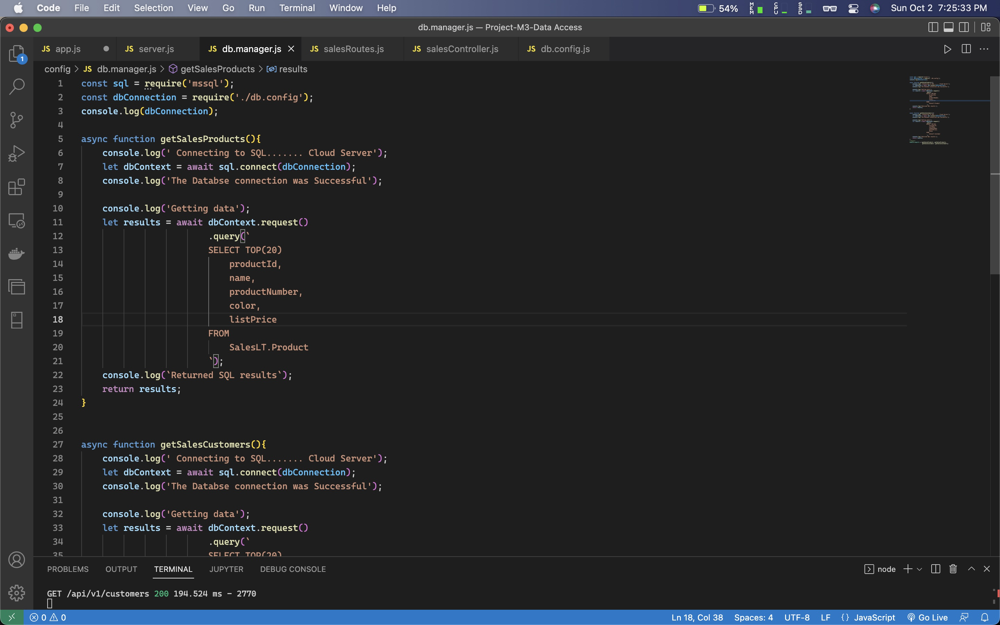 Code File Edit Selection View Go Run Terminal Window Help 54% MEM CPU SSD Sun Oct 2 7:25:33 PM
db.manager.js — Project-M3-Data Access
JS app.js JS server.js JS db.manager.js JS salesRoutes.js JS salesController.js JS db.config.js
1
config > JS db.manager.js > getSalesProducts > results
1 const sql = require('mssql');
2 const dbConnection = require('./db.config');
3 console.log(dbConnection);
4
5 async function getSalesProducts(){
6 console.log(' Connecting to SQL....... Cloud Server');
7 let dbContext = await sql.connect(dbConnection);
8 console.log('The Databse connection was Successful');
9
10 console.log('Getting data');
11 let results = await dbContext.request()
12 .query(`
13 SELECT TOP(20)
14 productId,
15 name,
16 productNumber,
17 color,
18 listPrice
19 FROM
20 SalesLT.Product
21 `);
22 console.log(`Returned SQL results`);
23 return results;
24 }
25
26
27 async function getSalesCustomers(){
28 console.log(' Connecting to SQL....... Cloud Server');
29 let dbContext = await sql.connect(dbConnection);
30 console.log('The Databse connection was Successful');
31
32 console.log('Getting data');
33 let results = await dbContext.request()
34 .query(`
35 SELECT TOP(20)
PROBLEMS OUTPUT TERMINAL JUPYTER DEBUG CONSOLE node
GET /api/v1/customers 200 194.524 ms - 2770
0 0 Ln 18, Col 38 Spaces: 4 UTF-8 LF {} JavaScript Go Live